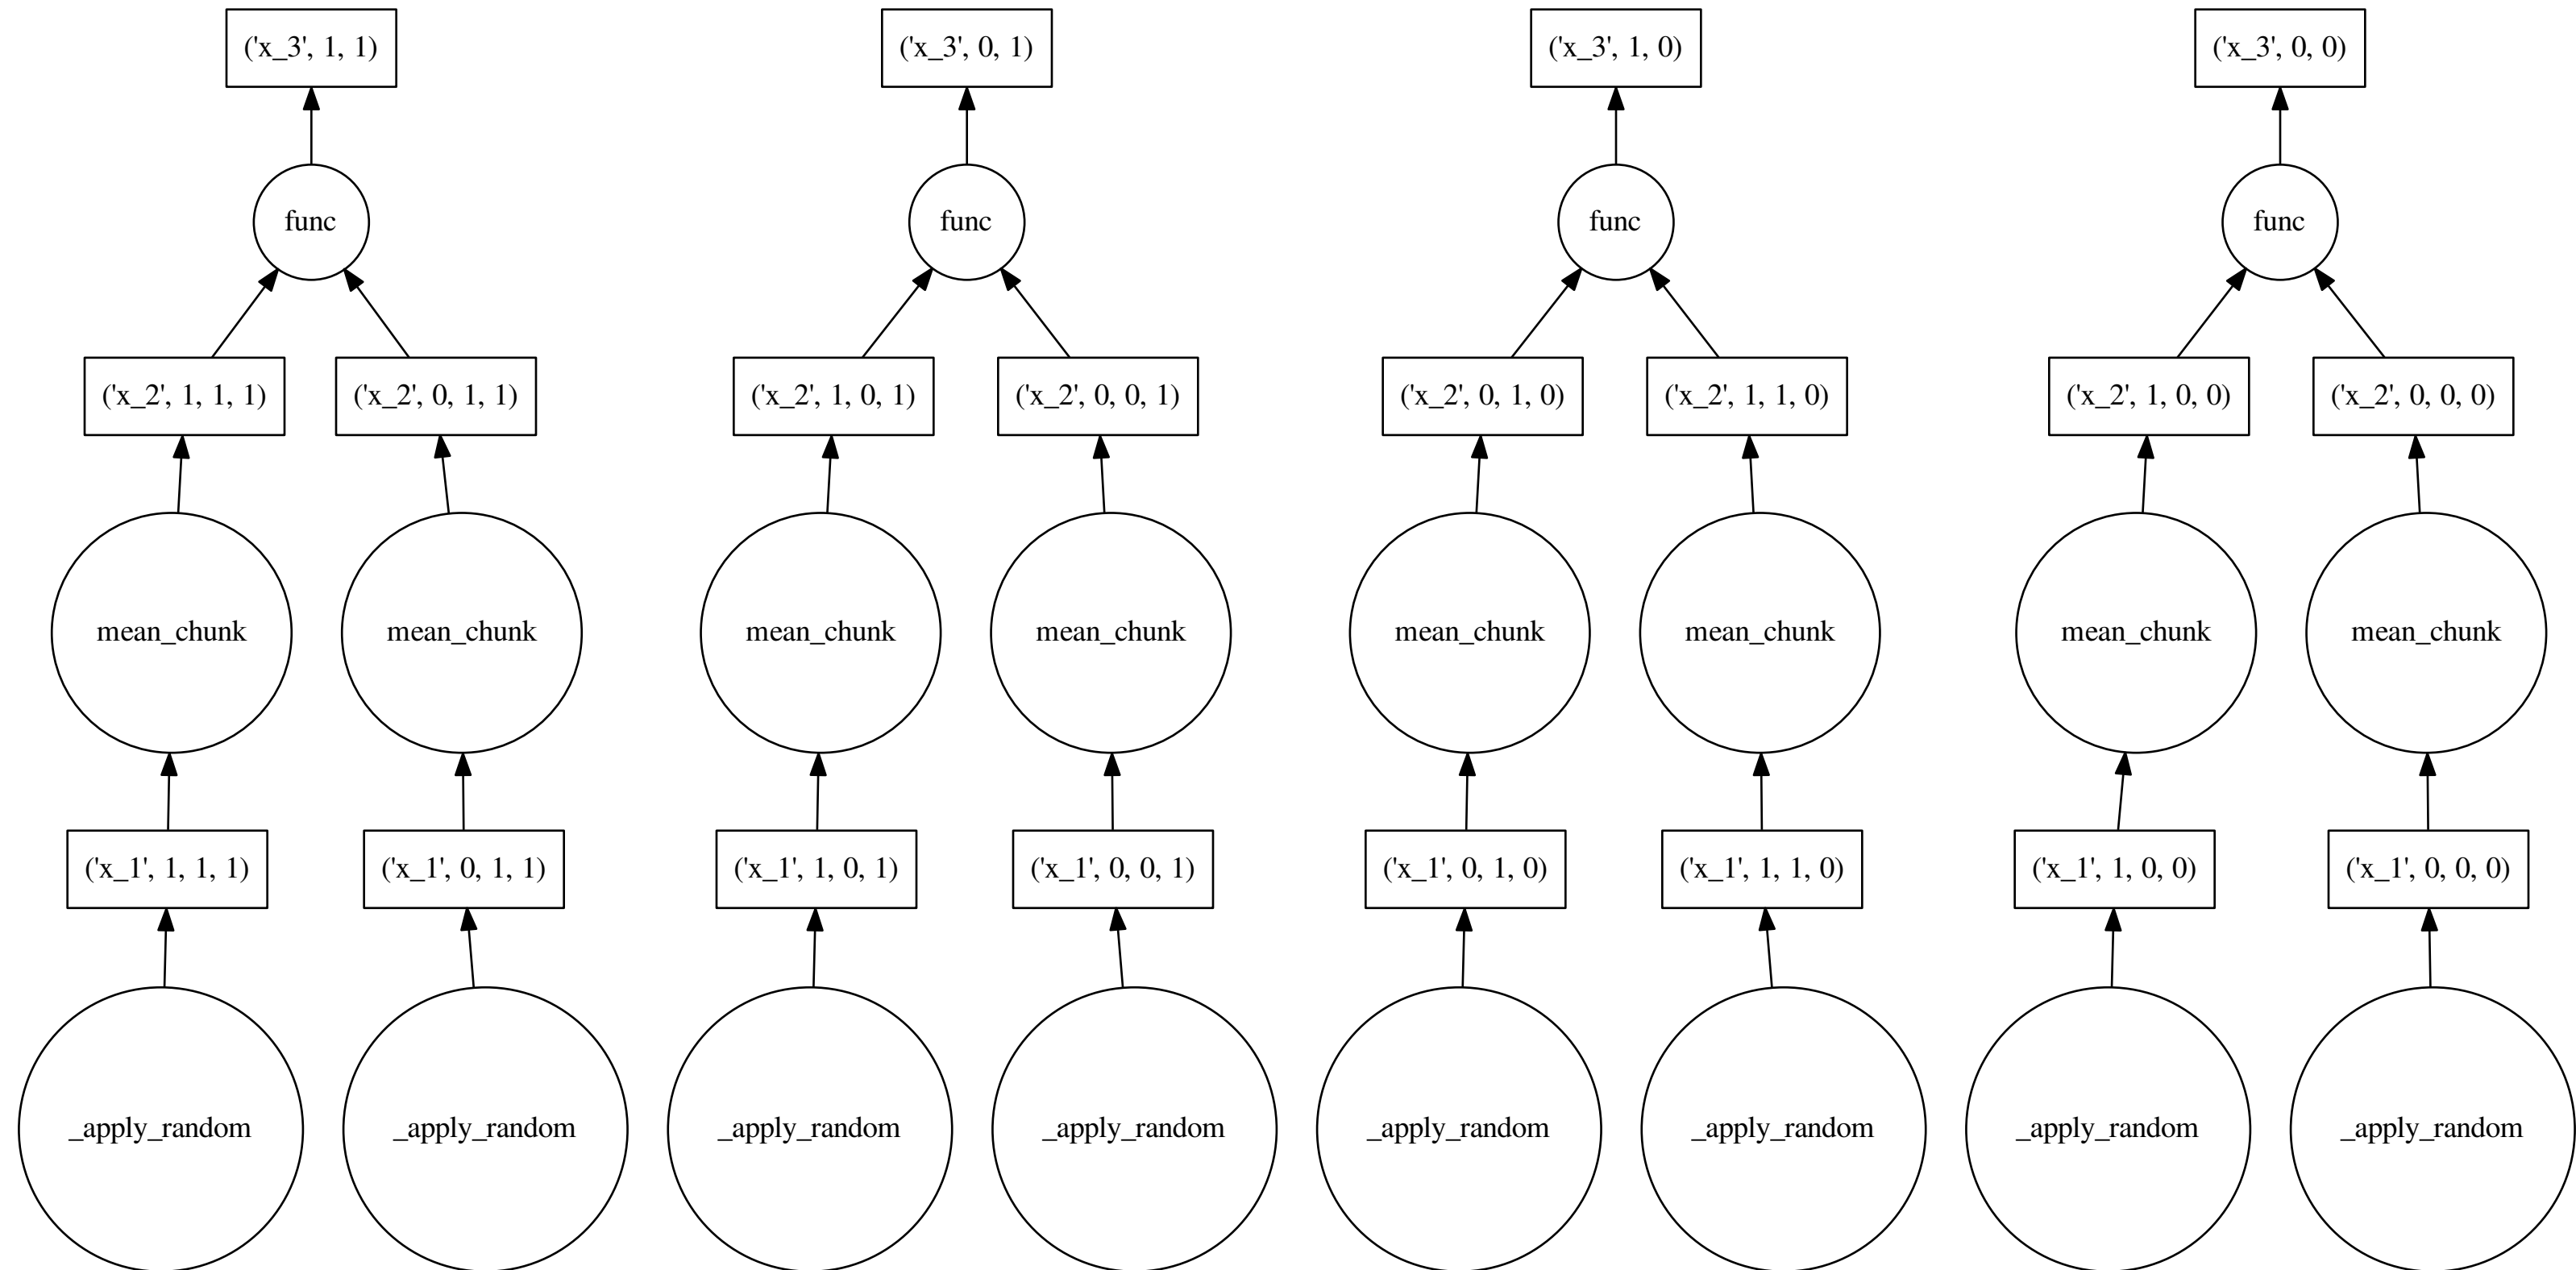 ('x_3', 1, 1)
('x_3', 0, 1)
('x_3', 1, 0)
('x_3', 0, 0)
func
func
func
func
('x_2', 1, 1, 1)
('x_2', 0, 1, 1)
('x_2', 1, 0, 1)
('x_2', 0, 0, 1)
('x_2', 0, 1, 0)
('x_2', 1, 1, 0)
('x_2', 1, 0, 0)
('x_2', 0, 0, 0)
mean_chunk
mean_chunk
mean_chunk
mean_chunk
mean_chunk
mean_chunk
mean_chunk
mean_chunk
('x_1', 1, 1, 1)
('x_1', 0, 1, 1)
('x_1', 1, 0, 1)
('x_1', 0, 0, 1)
('x_1', 0, 1, 0)
('x_1', 1, 1, 0)
('x_1', 1, 0, 0)
('x_1', 0, 0, 0)
_apply_random
_apply_random
_apply_random
_apply_random
_apply_random
_apply_random
_apply_random
_apply_random